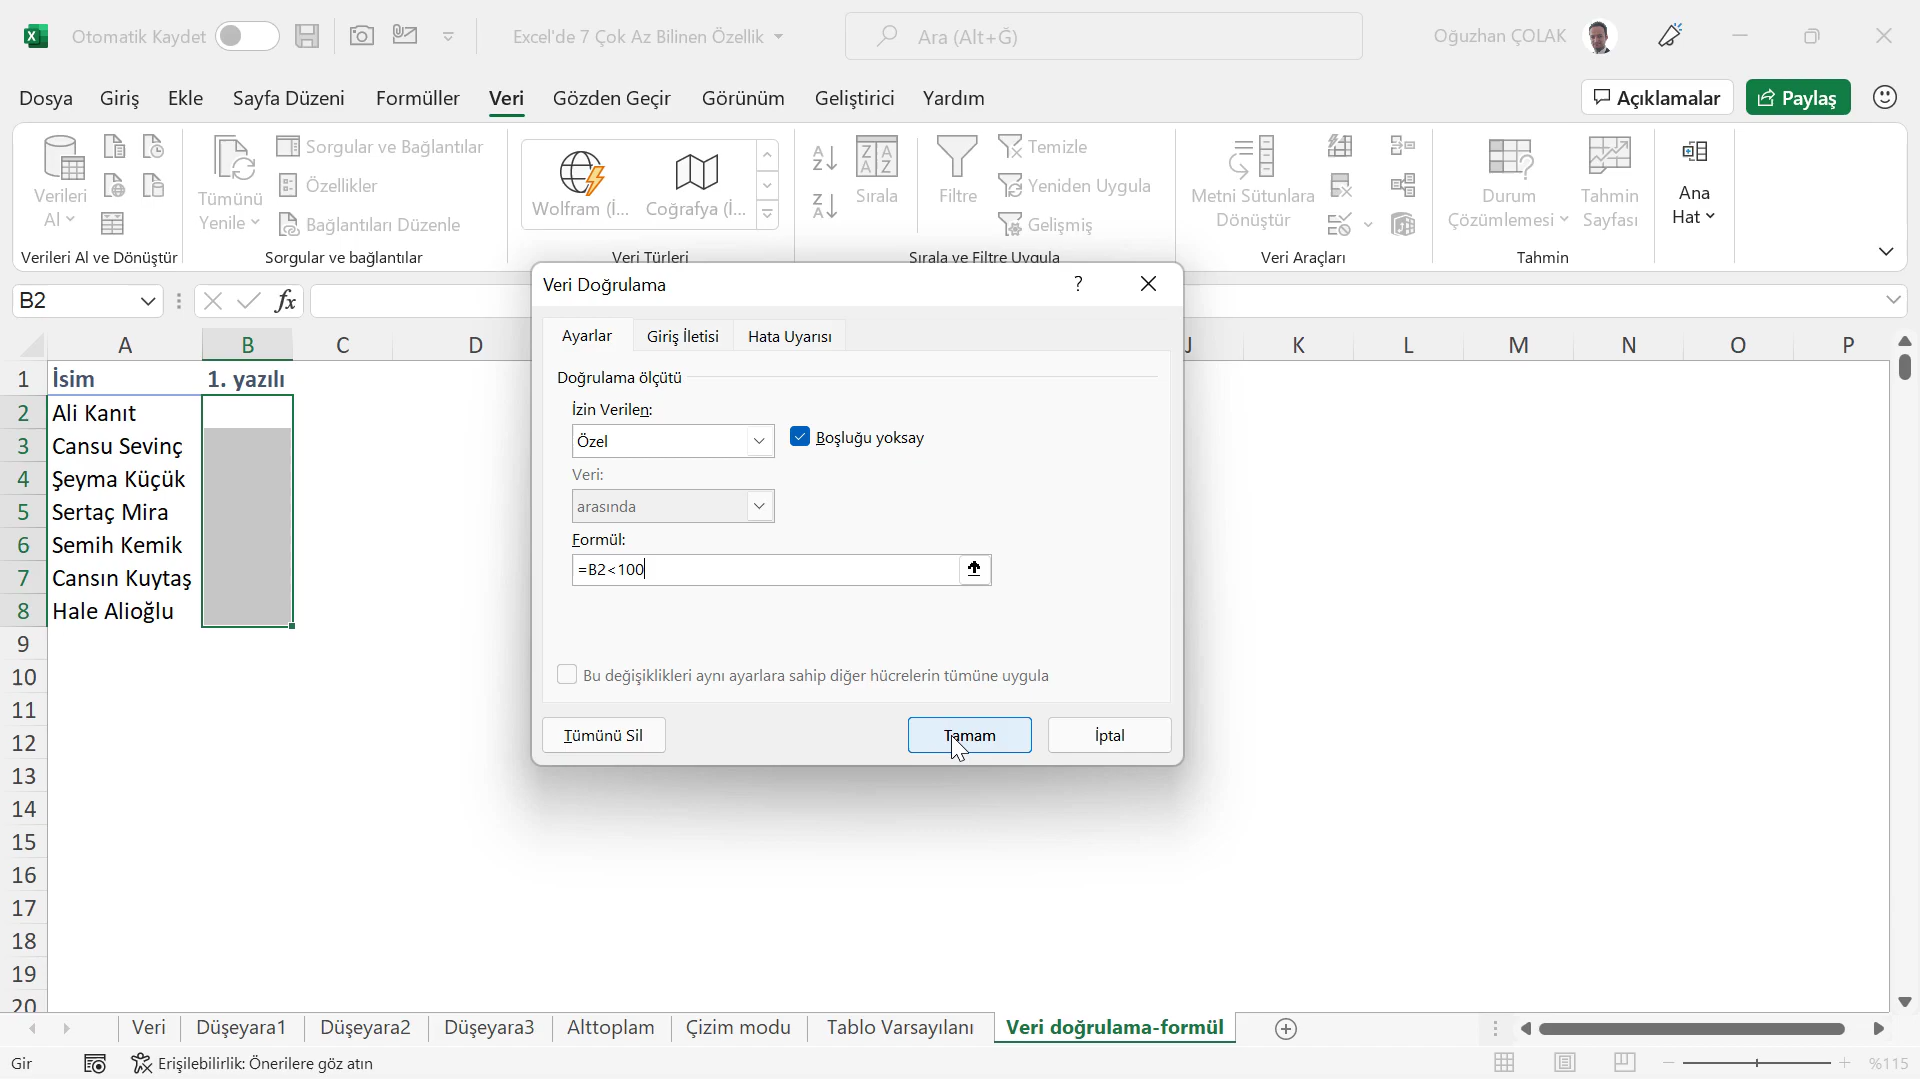 Otomatik Kaydet
Excel'de 7 Çok Az Bilinen Özellik
Ara (Alt+Ğ)
Oğuzhan ÇOLAK
Dosya Giriş Ekle Sayfa Düzeni Formüller Veri Gözden Geçir Görünüm Geliştirici Yardım
Açıklamalar
Paylaş
Verileri
Al
Verileri Al ve Dönüştür
Tümünü
Yenile
Sorgular ve Bağlantılar
Özellikler
Bağlantıları Düzenle
Sorgular ve bağlantılar
Wolfram (İ...
Coğrafya (İ...
Veri Türleri
Sırala
Filtre
Temizle
Yeniden Uygula
Gelişmiş
Sırala ve Filtre Uygula
Metni Sütunlara
Dönüştür
Veri Araçları
Durum
Çözümlemesi
Tahmin
Sayfası
Tahmin
Ana
Hat
B2
fx
A B C D J K L M N O P
1 İsim 1. yazılı
2 Ali Kanıt
3 Cansu Sevinç
4 Şeyma Küçük
5 Sertaç Mira
6 Semih Kemik
7 Cansın Kuytaş
8 Hale Alioğlu
9
10
11
12
13
14
15
16
17
18
19
20
Veri Doğrulama
?
Ayarlar Giriş İletisi Hata Uyarısı
Doğrulama ölçütü
İzin Verilen:
Özel
Boşluğu yoksay
Veri:
arasında
Formül:
=B2<100
Bu değişiklikleri aynı ayarlara sahip diğer hücrelerin tümüne uygula
Tümünü Sil
Tamam
İptal
Veri Düşeyara1 Düşeyara2 Düşeyara3 Alttoplam Çizim modu Tablo Varsayılanı Veri doğrulama-formül
Gir
Erişilebilirlik: Önerilere göz atın
%115